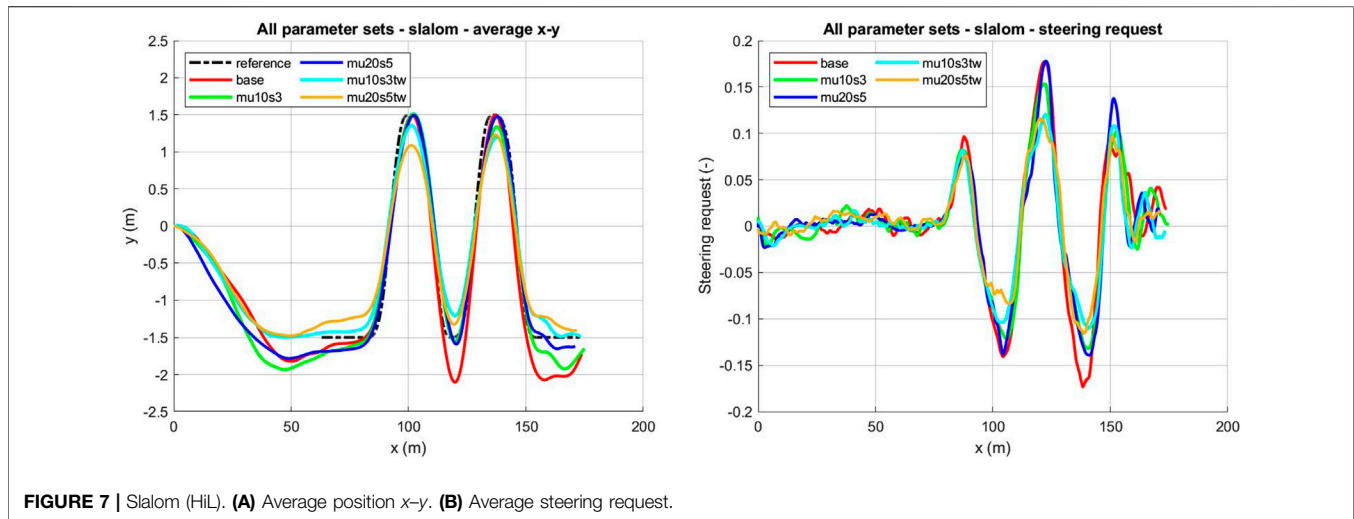 All parameter sets - slalom - average x-y
2.5
2
1.5
1
0.5
0
-0.5
-1
-1.5
-2
-2.5
y (m)
reference
base
mu10s3
mu20s5
mu10s3tw
mu20s5tw
0 50 100 150 200
x (m)
All parameter sets - slalom - steering request
0.2
0.15
0.1
0.05
0
-0.05
-0.1
-0.15
-0.2
Steering request (-)
base
mu10s3
mu20s5
mu10s3tw
mu20s5tw
0 50 100 150 200
x (m)
FIGURE 7 | Slalom (HiL). (A) Average position x–y. (B) Average steering request.